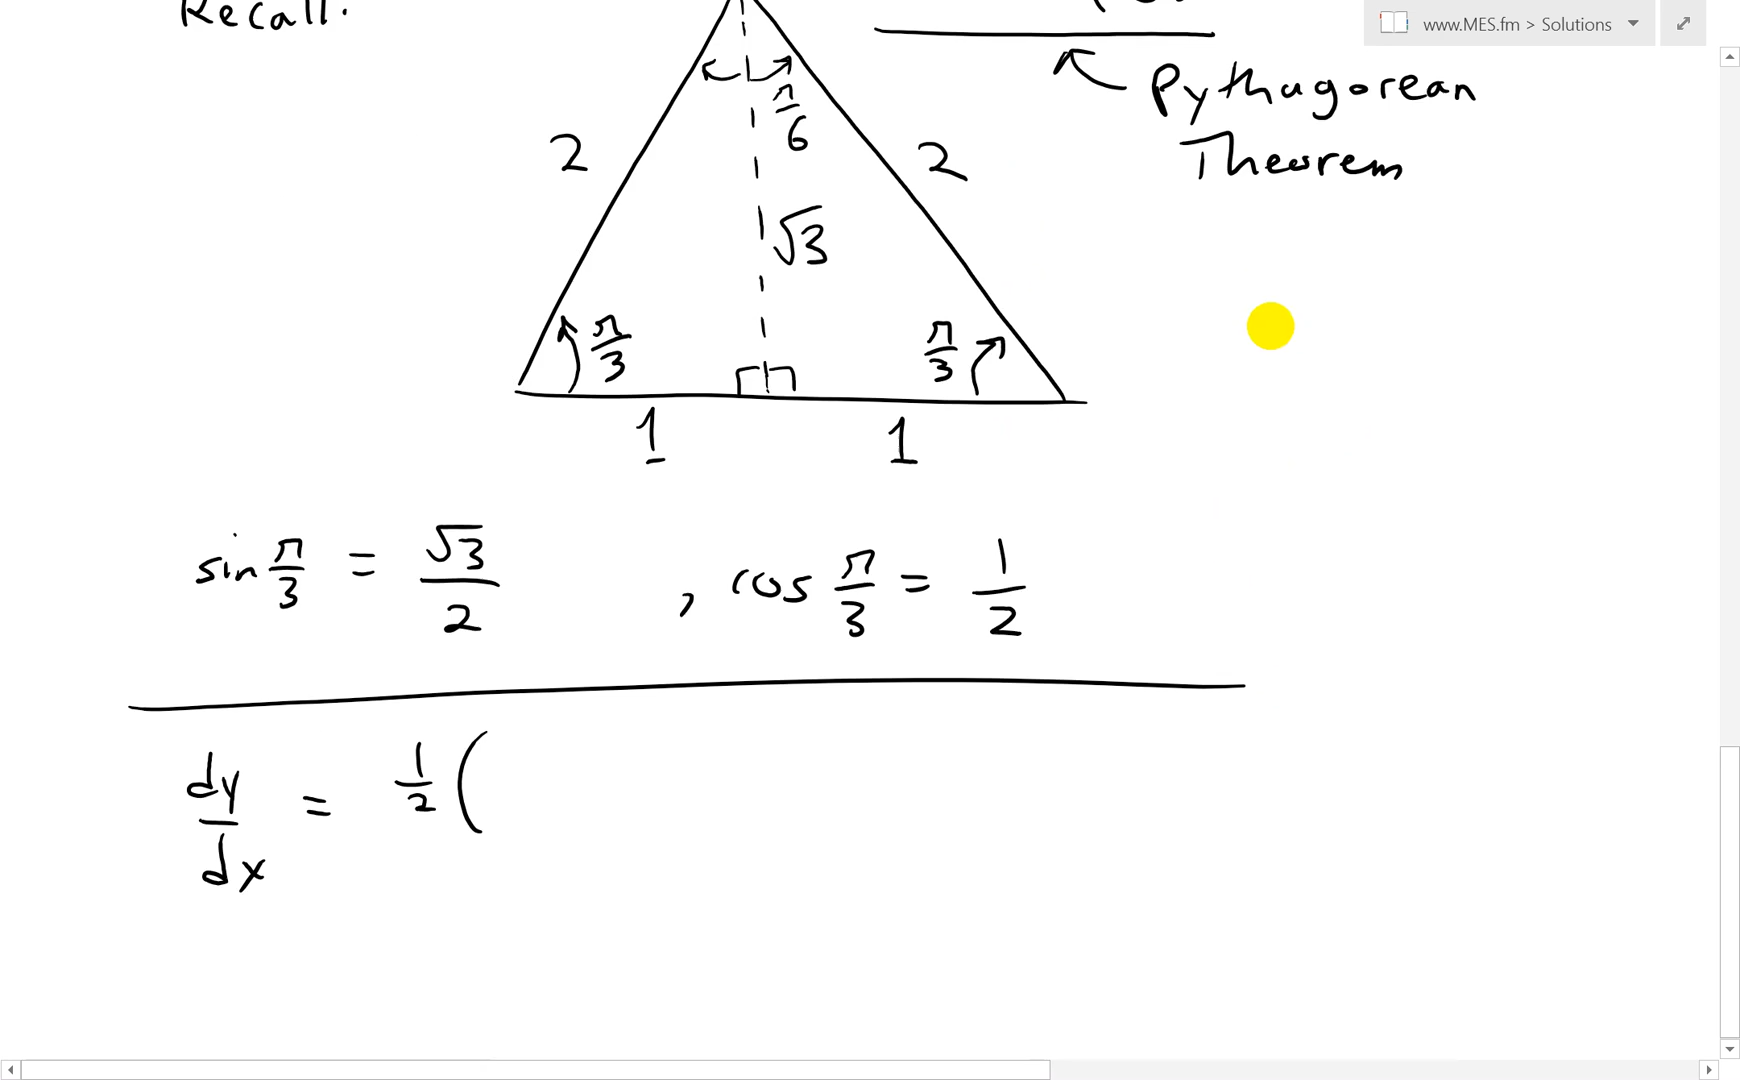 Recall:
www.MES.fm > Solutions
Pythagorean
Theorem
π/6
2
2
√3
π/3
π/3
1
1
sin π/3 = √3/2 , cos π/3 = 1/2
dy/dx = 1/2 (